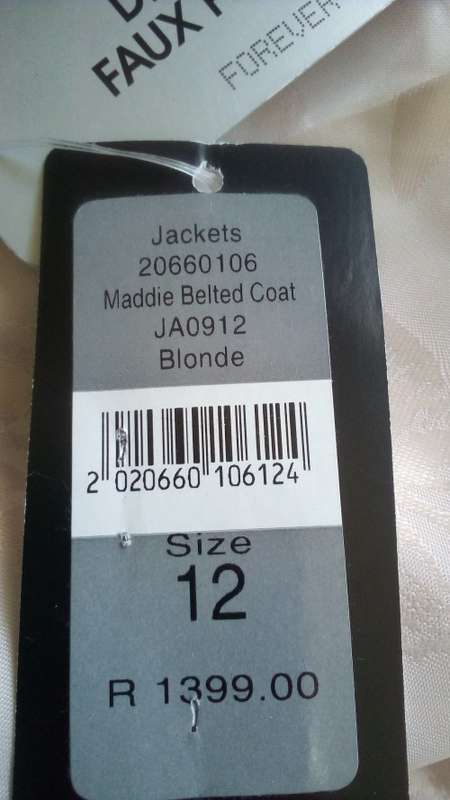 FAUX
FOREVER
Jackets
20660106
Maddie Belted Coat
JA0912
Blonde
2 020660 106124
Size
12
R 1399.00